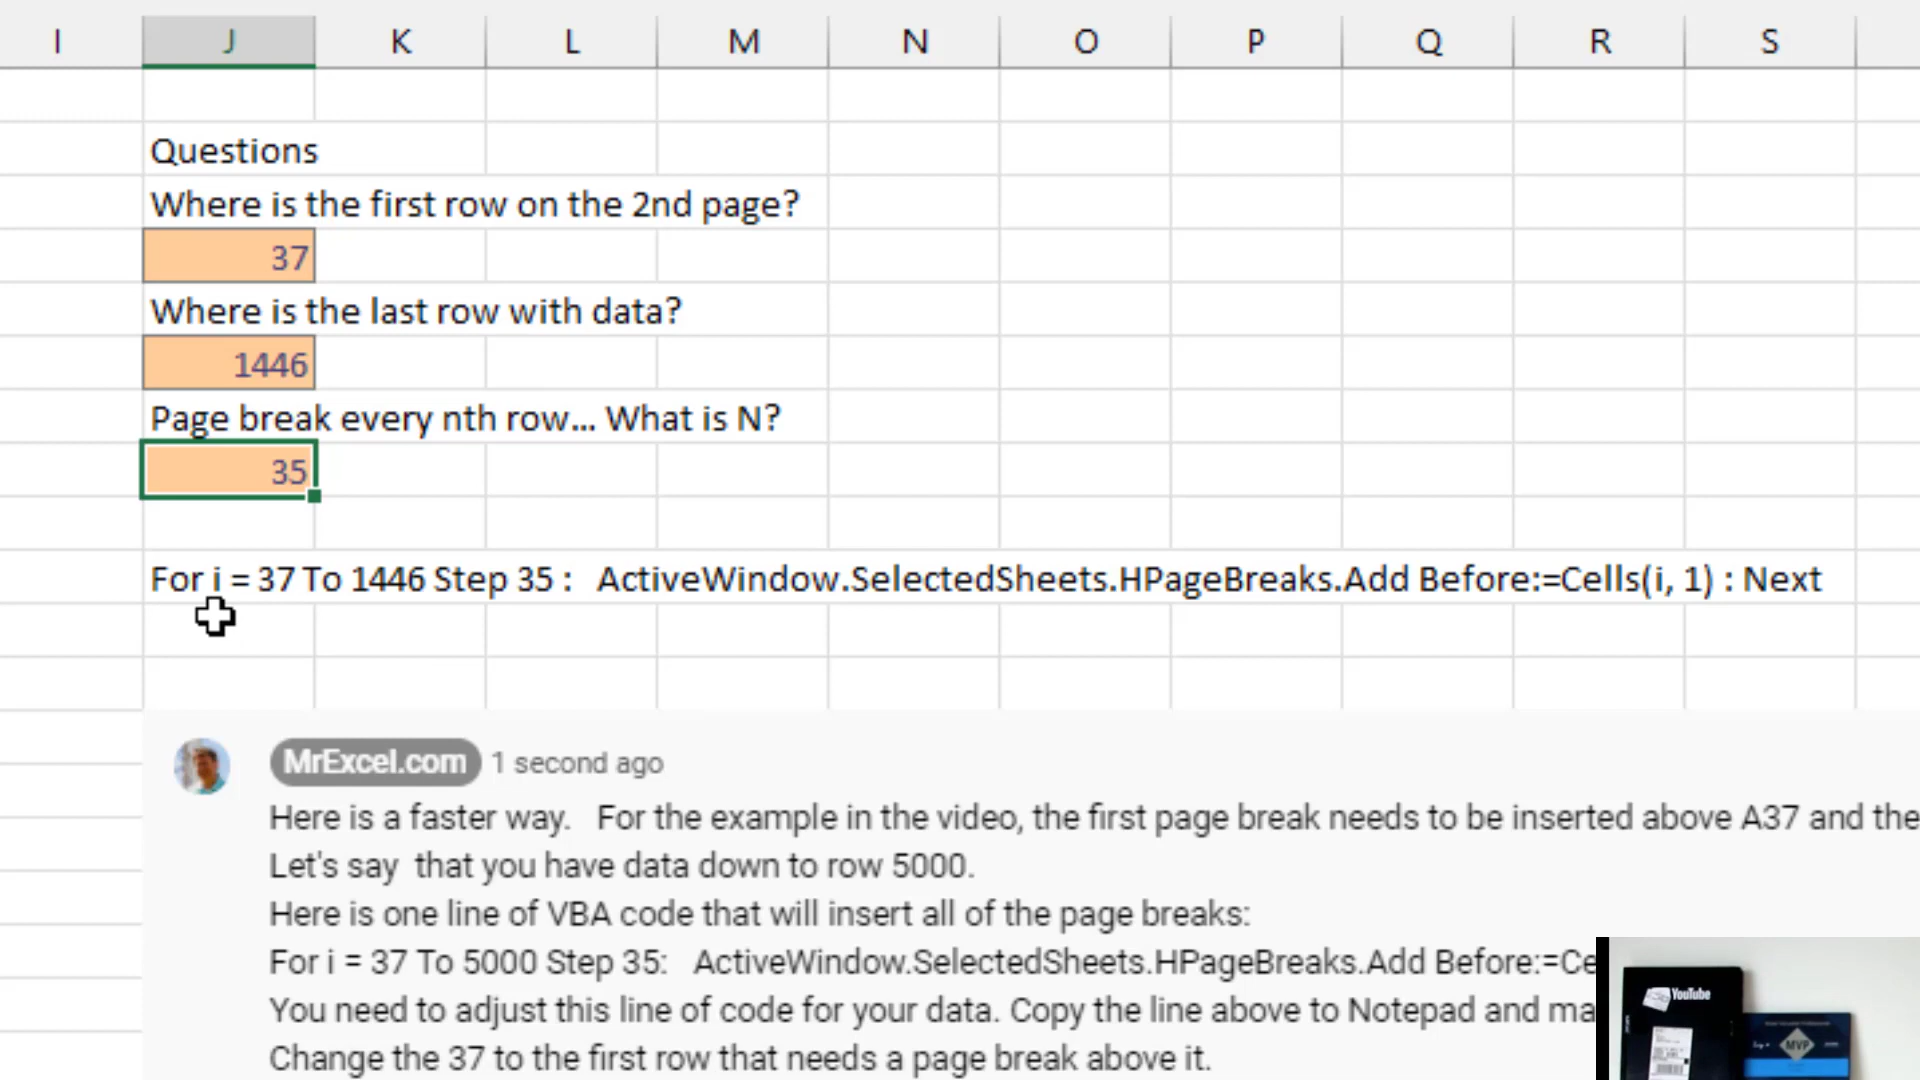 I J K L M N O P Q R S
Questions
Where is the first row on the 2nd page?
37
Where is the last row with data?
1446
Page break every nth row... What is N?
35
For i = 37 To 1446 Step 35 :   ActiveWindow.SelectedSheets.HPageBreaks.Add Before:=Cells(i, 1) : Next
MrExcel.com 1 second ago
Here is a faster way.   For the example in the video, the first page break needs to be inserted above A37 and the
Let's say  that you have data down to row 5000.
Here is one line of VBA code that will insert all of the page breaks:
For i = 37 To 5000 Step 35:   ActiveWindow.SelectedSheets.HPageBreaks.Add Before:=Ce
You need to adjust this line of code for your data. Copy the line above to Notepad and ma
Change the 37 to the first row that needs a page break above it.
YouTube
MVP